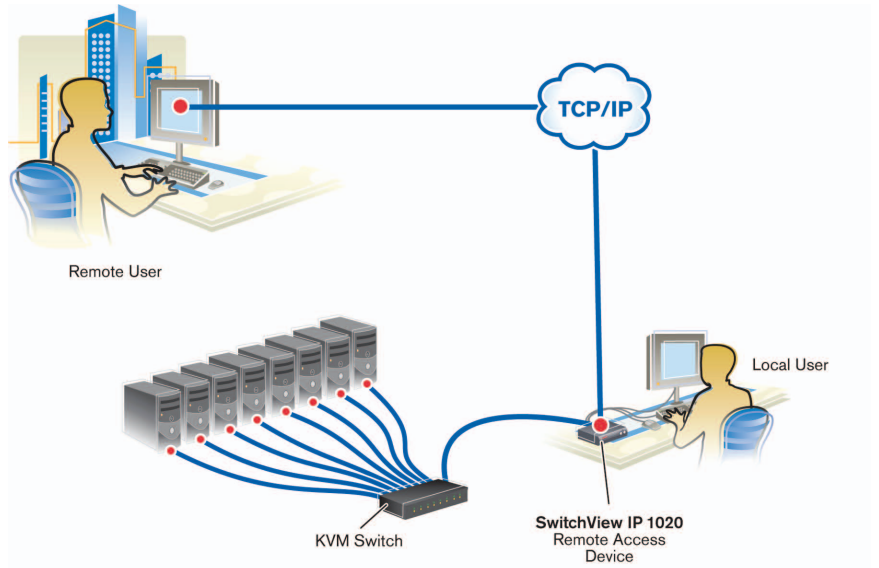 TCP/IP
Remote User
Local User
KVM Switch
SwitchView IP 1020
Remote Access
Device